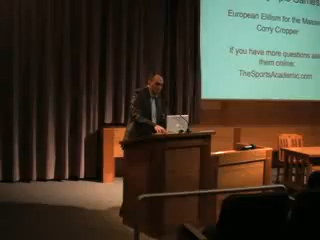 European Elitism for the Masses
Corry Cropper
If you have more questions ask
them online:
TheSportsAcademic.com